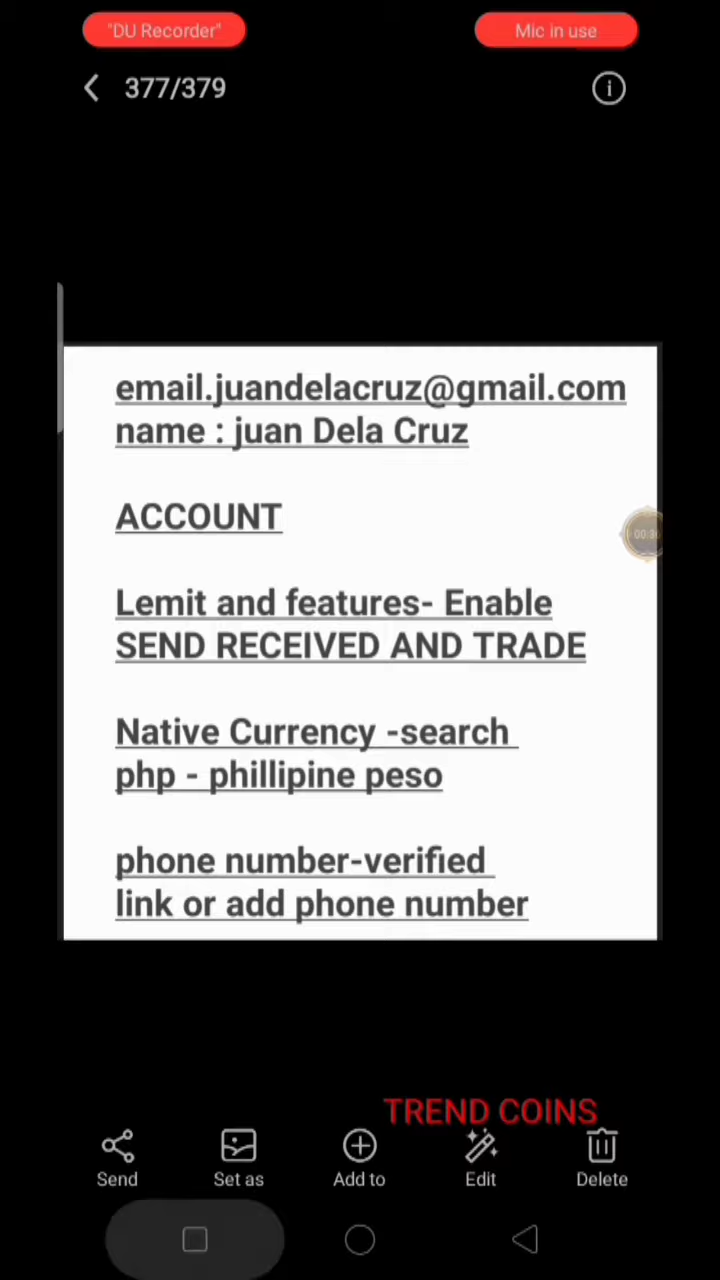 "DU Recorder"
Mic in use
377/379
email.juandelacruz@gmail.com
name : juan Dela Cruz
ACCOUNT
00:36
Lemit and features- Enable
SEND RECEIVED AND TRADE
Native Currency -search
php - phillipine peso
phone number-verified
link or add phone number
TREND COINS
Send
Set as
Add to
Edit
Delete